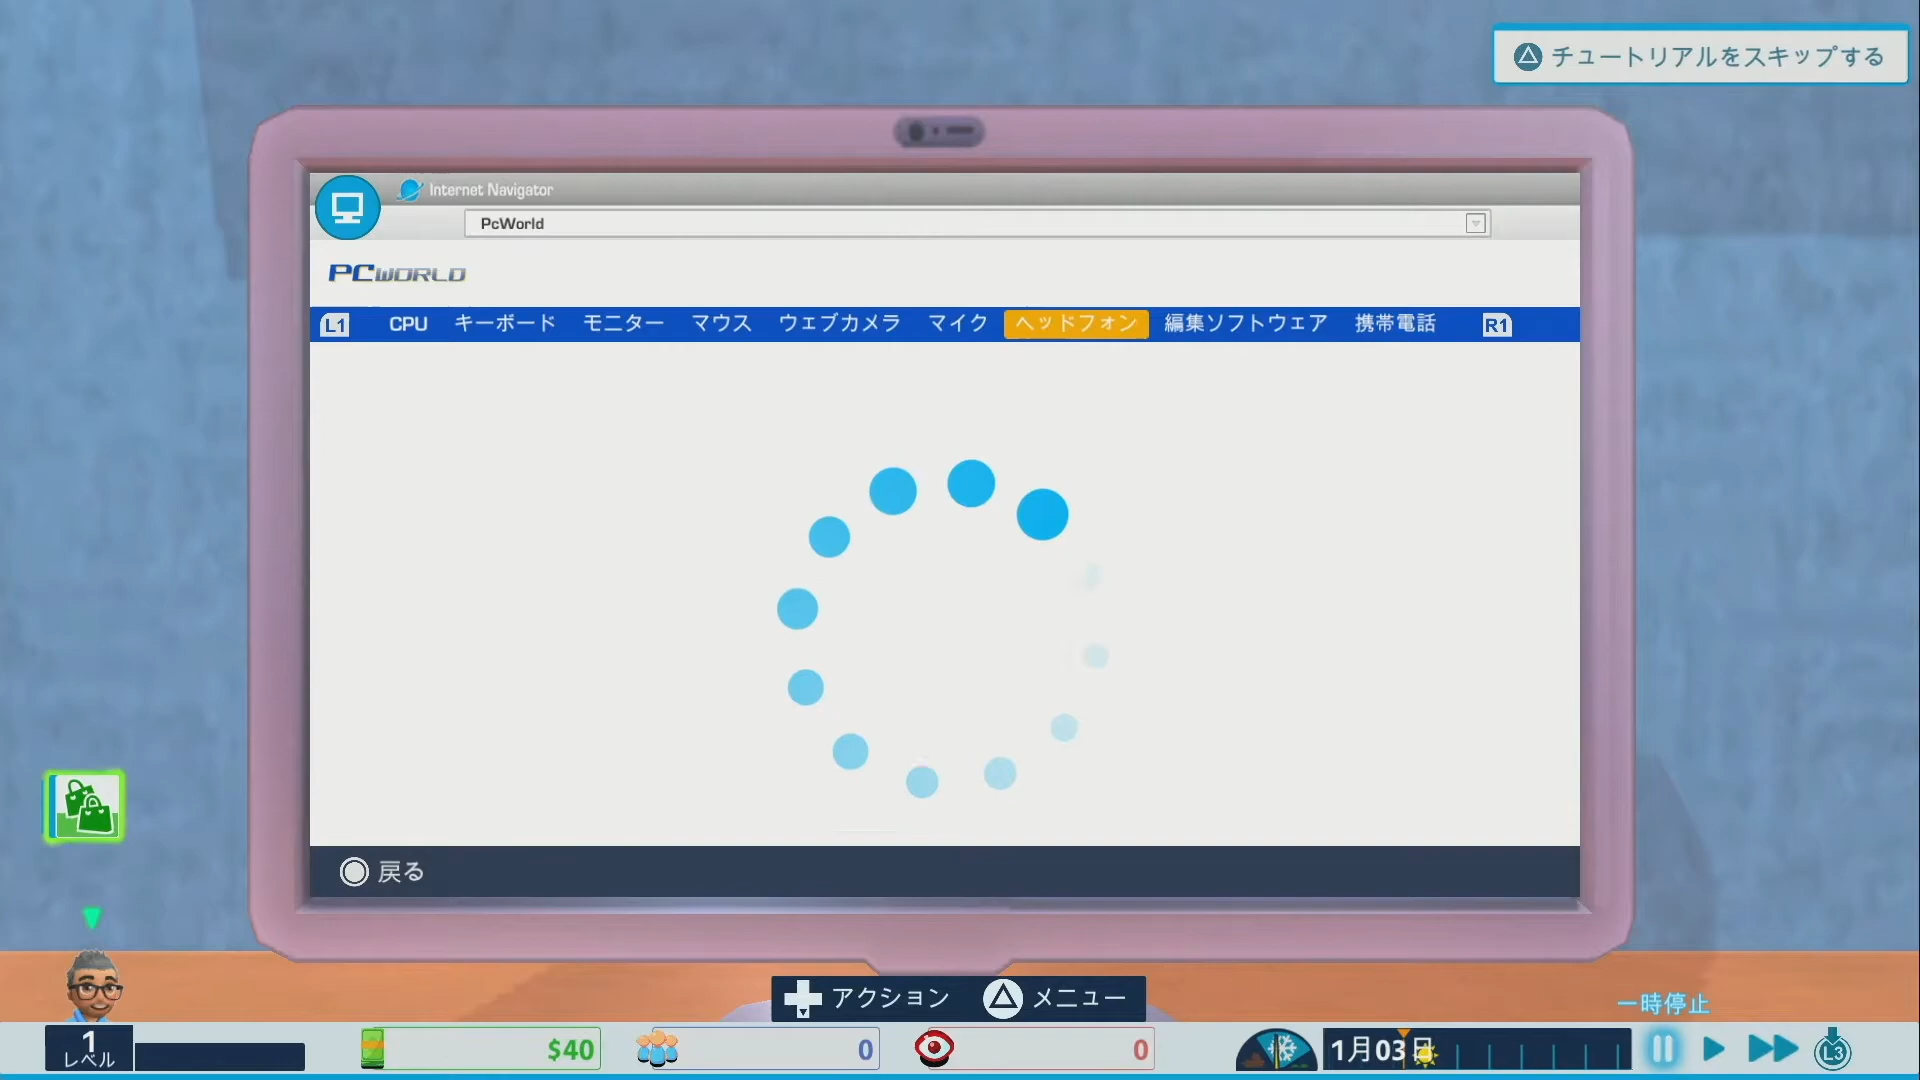 チュートリアルをスキップする
Internet Navigator
PcWorld
PCWORLD
L1 CPU キーボード モニター マウス ウェブカメラ マイク ヘッドフォン 編集ソフトウェア 携帯電話 R1
戻る
アクション メニュー
一時停止
1
レベル
$40
0
0
1月03日
L3